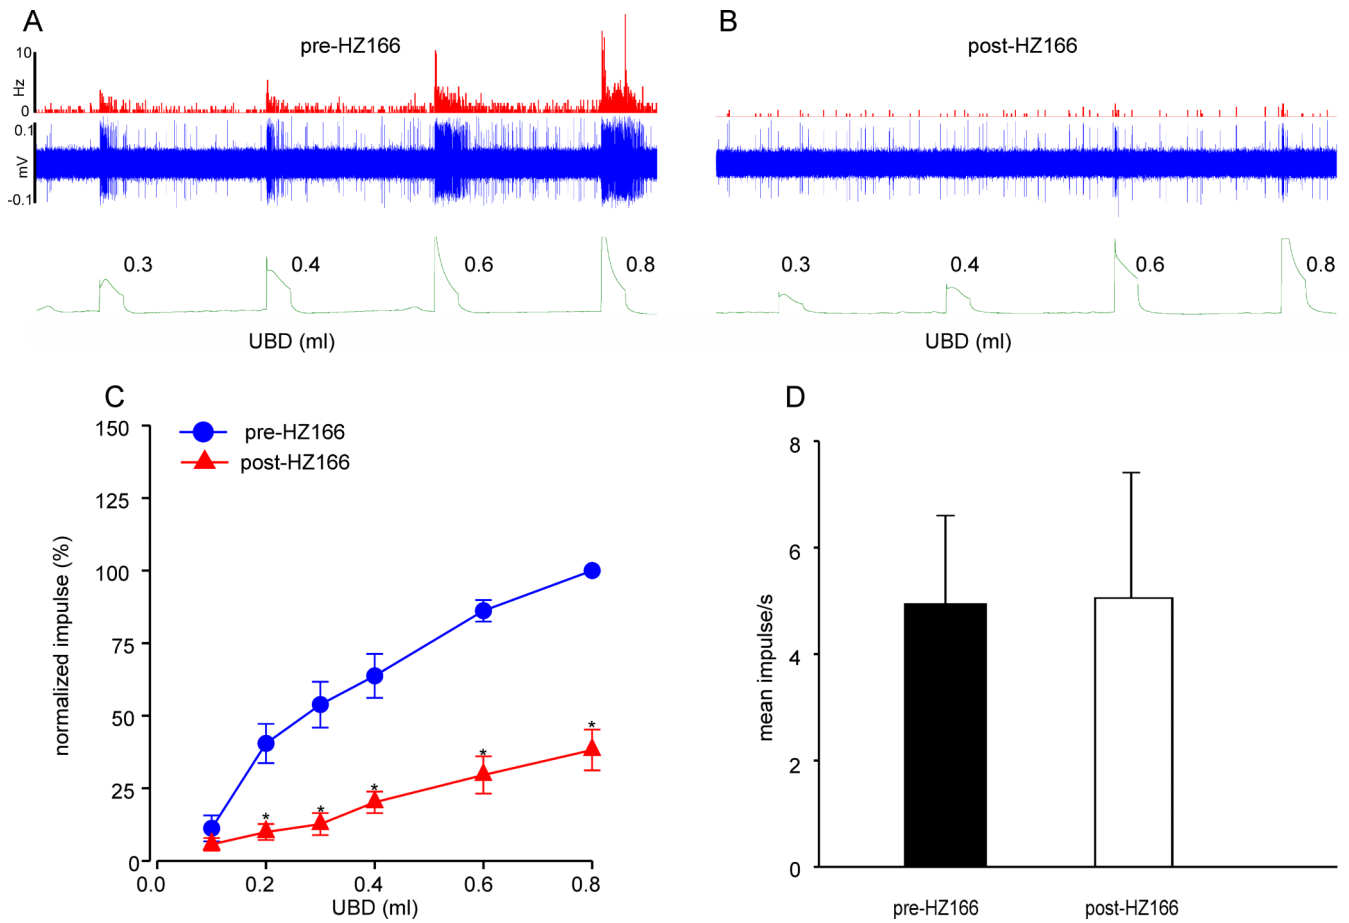 A
pre-HZ166
10
Hz
0
0.1
mV
-0.1
0.3 0.4 0.6 0.8
UBD (ml)
B
post-HZ166
0.3 0.4 0.6 0.8
UBD (ml)
C
150
125
100
75
50
25
0
normalized impulse (%)
pre-HZ166
post-HZ166
* * * * *
0.0 0.2 0.4 0.6 0.8
UBD (ml)
D
8
6
4
2
0
mean impulse/s
pre-HZ166 post-HZ166